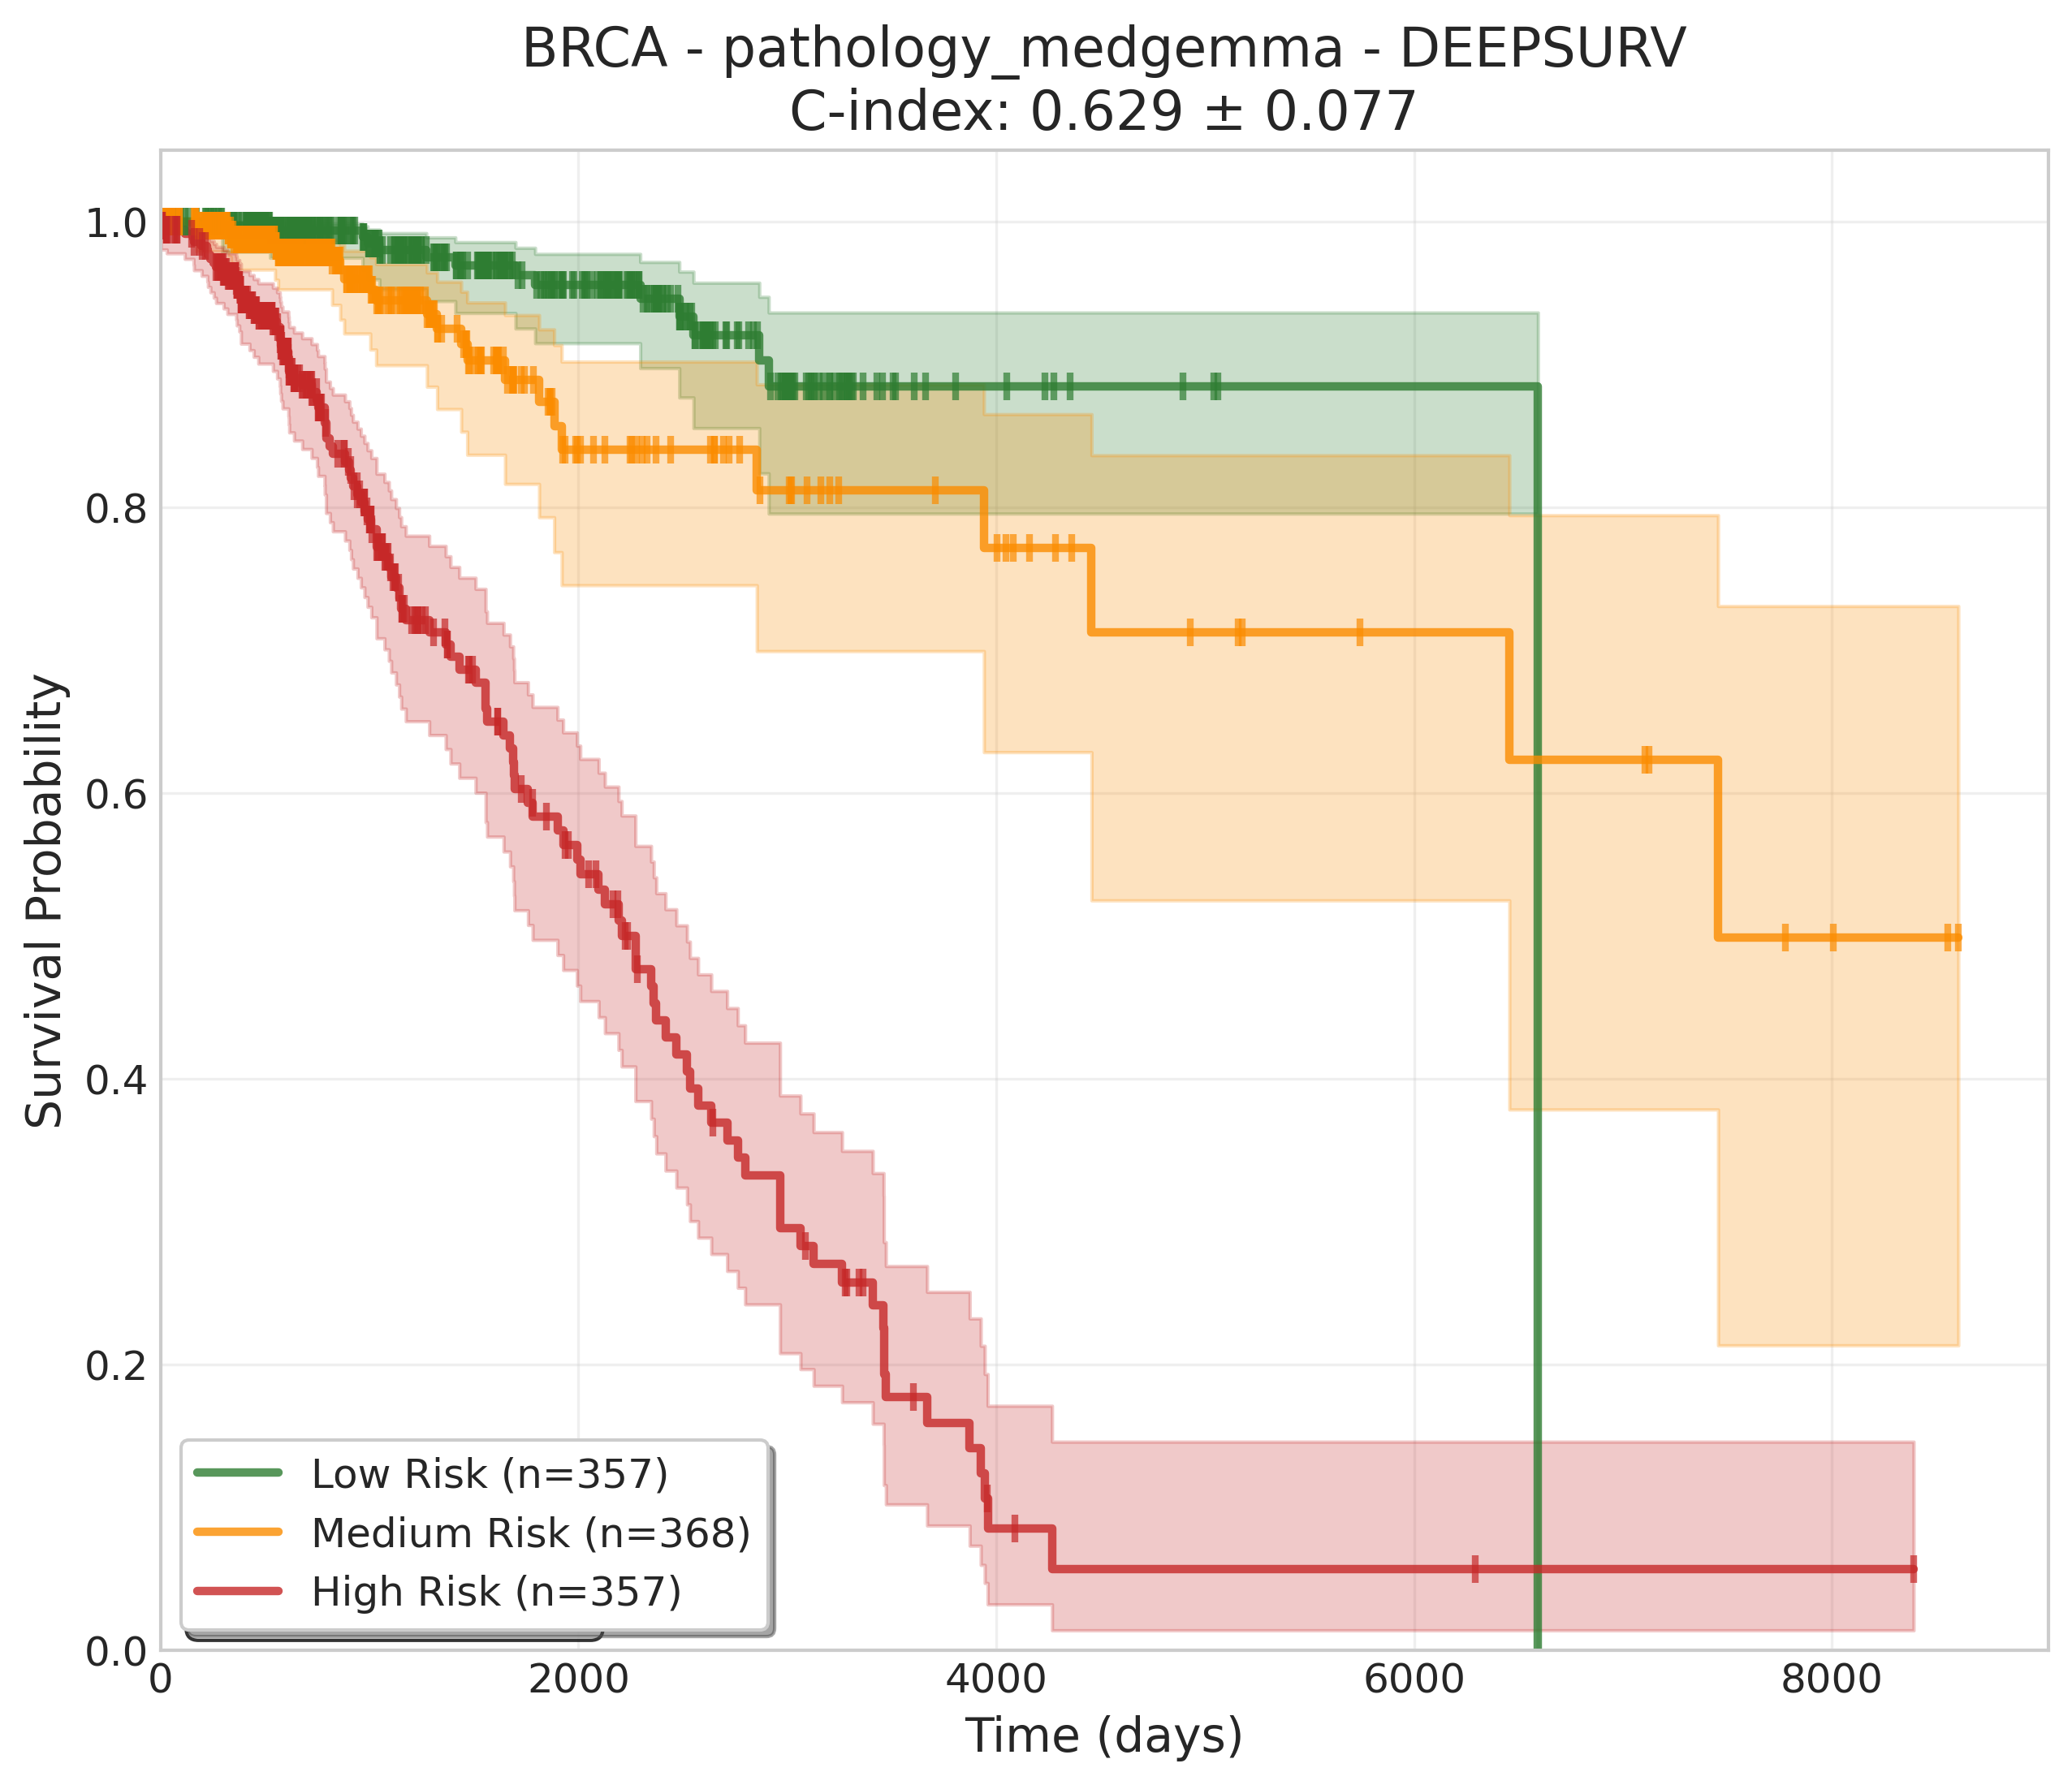 BRCA - pathology_medgemma - DEEPSURV
C-index: 0.629 ± 0.077
Survival Probability
1.0
0.8
0.6
0.4
0.2
0.0
Low Risk (n=357)
Medium Risk (n=368)
High Risk (n=357)
0 2000 4000 6000 8000
Time (days)